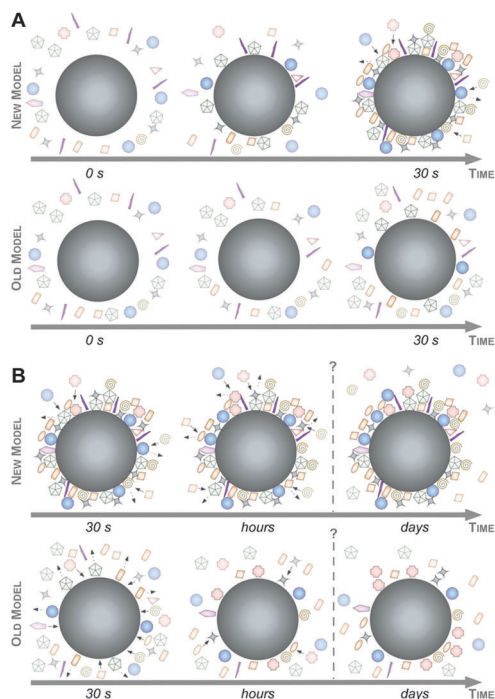 A
NEW MODEL
0 s
30 s
TIME
OLD MODEL
0 s
30 s
TIME
B
?
NEW MODEL
30 s
hours
days
TIME
?
OLD MODEL
30 s
hours
days
TIME